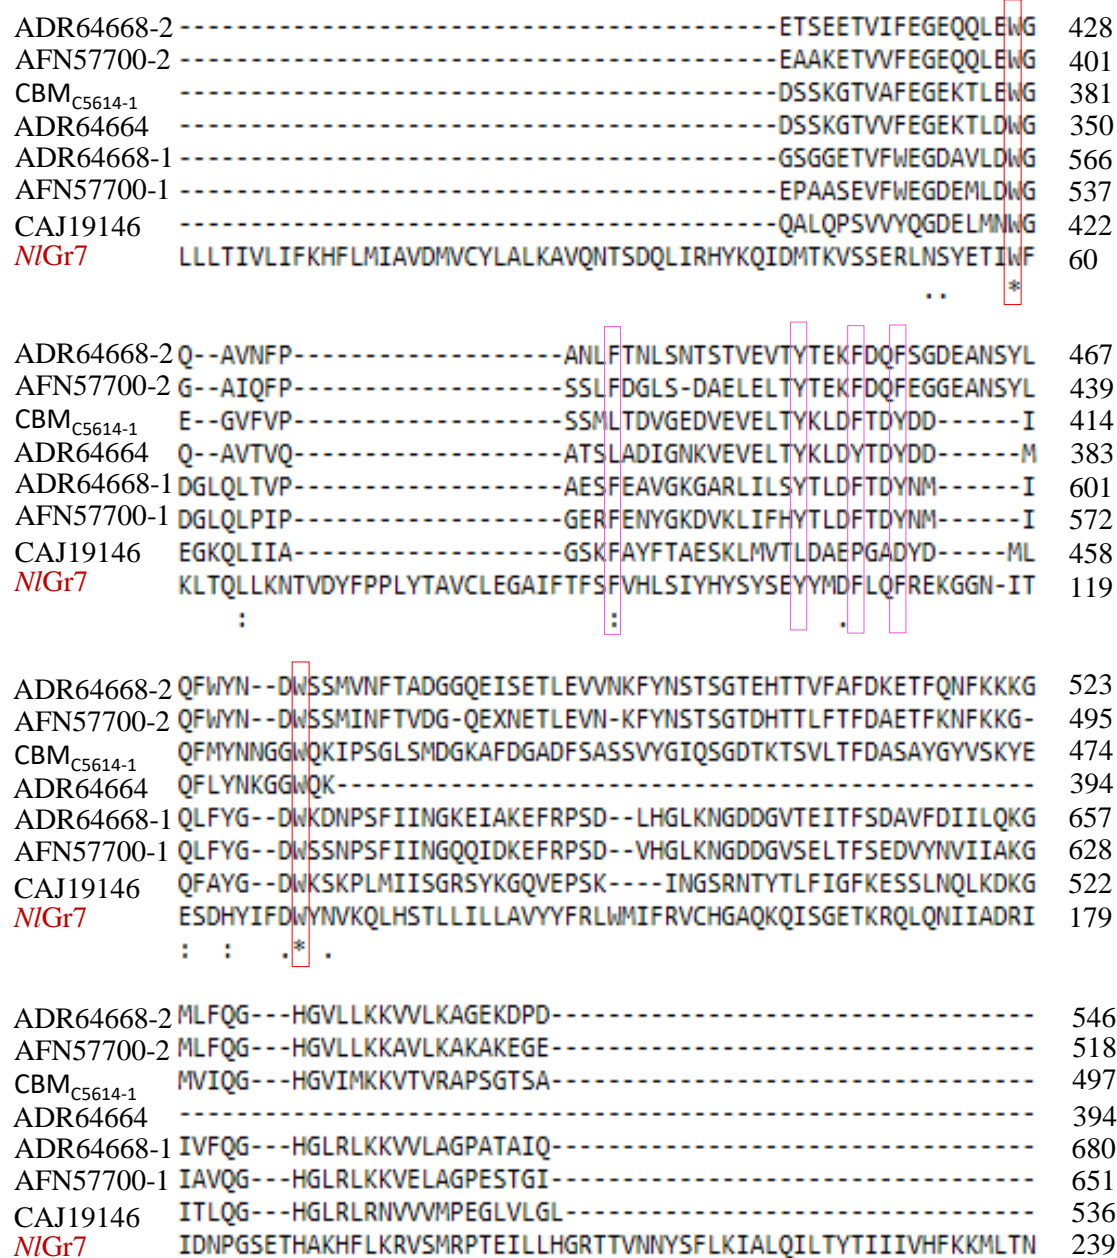 ADR64668-2 ------------------------------------------ETSEETVIFEGEQQLEWG 428
AFN57700-2 ------------------------------------------EAAKETVVFEGEQQLEWG 401
CBM_C5614-1 ------------------------------------------DSSKGTVAFEGEKTLEWG 381
ADR64664 ------------------------------------------DSSKGTVVFEGEKTLDWG 350
ADR64668-1 ------------------------------------------GSGGETVFWEGDAVLDWG 566
AFN57700-1 ------------------------------------------EPAASEVFWEGDEMLDWG 537
CAJ19146 ------------------------------------------QALQPSVVYQGDELMNWG 422
NlGr7 LLLTIVLIFKHFLMIAVDMVCYLALKAVQNTSDQLIRHYKQIDMTKVSSERLNSYETIWF 60
.. *
ADR64668-2 Q--AVNFP-------------------ANLFTNLSNTSTVEVTYTEKFDQFSGDEANSYL 467
AFN57700-2 G--AIQFP-------------------SSLFDGLS-DAELELTYTEKFDQFEGGEANSYL 439
CBM_C5614-1 E--GVFVP-------------------SSMLTDVGEDVEVELTYKLDFTDYDD------I 414
ADR64664 Q--AVTVQ-------------------ATSLADIGNKVEVELTYKLDYTDYDD------M 383
ADR64668-1 DGLQLTVP-------------------AESFEAVGKGARLILSYTLDFTDYNM------I 601
AFN57700-1 DGLQLPIP-------------------GERFENYGKDVKLIFHYTLDFTDYNM------I 572
CAJ19146 EGKQLIIA-------------------GSKFAYFTAESKLMVTLDAEPGADYD-----ML 458
NlGr7 KLTQLLKNTVDYFPPLYTAVCLEGAIFTFSFVHLSIYHYSYSEYYMDFLQFREKGGN-IT 119
: : .
ADR64668-2 QFWYN--DWSSMVNFTADGGQEISETLEVVNKFYNSTSGTEHTTVFAFDKETFQNFKKKG 523
AFN57700-2 QFWYN--DWSSMINFTVDG-QEXNETLEVN-KFYNSTSGTDHTTLFTFDAETFKNFKKG- 495
CBM_C5614-1 QFMYNNGGWQKIPSGLSMDGKAFDGADFSASSVYGIQSGDTKTSVLTFDASAYGYVSKYE 474
ADR64664 QFLYNKGGWQK------------------------------------------------- 394
ADR64668-1 QLFYG--DWKDNPSFIINGKEIAKEFRPSD--LHGLKNGDDGVTEITFSDAVFDIILQKG 657
AFN57700-1 QLFYG--DWSSNPSFIINGQQIDKEFRPSD--VHGLKNGDDGVSELTFSEDVYNVIIAKG 628
CAJ19146 QFAYG--DWKSKPLMIISGRSYKGQVEPSK----INGSRNTYTLFIGFKESSLNQLKDKG 522
NlGr7 ESDHYIFDWYNVKQLHSTLLILLAVYYFRLWMIFRVCHGAQKQISGETKRQLQNIIADRI 179
: : .* .
ADR64668-2 MLFQG---HGVLLKKVVLKAGEKDPD---------------------------------- 546
AFN57700-2 MLFQG---HGVLLKKAVLKAKAKEGE---------------------------------- 518
CBM_C5614-1 MVIQG---HGVIMKKVTVRAPSGTSA---------------------------------- 497
ADR64664 ------------------------------------------------------------ 394
ADR64668-1 IVFQG---HGLRLKKVVLAGPATAIQ---------------------------------- 680
AFN57700-1 IAVQG---HGLRLKKVELAGPESTGI---------------------------------- 651
CAJ19146 ITLQG---HGLRLRNVVVMPEGLVLGL--------------------------------- 536
NlGr7 IDNPGSETHAKHFLKRVSMRPTEILLHGRTTVNNYSFLKIALQILTYTIIIVHFKKMLTN 239